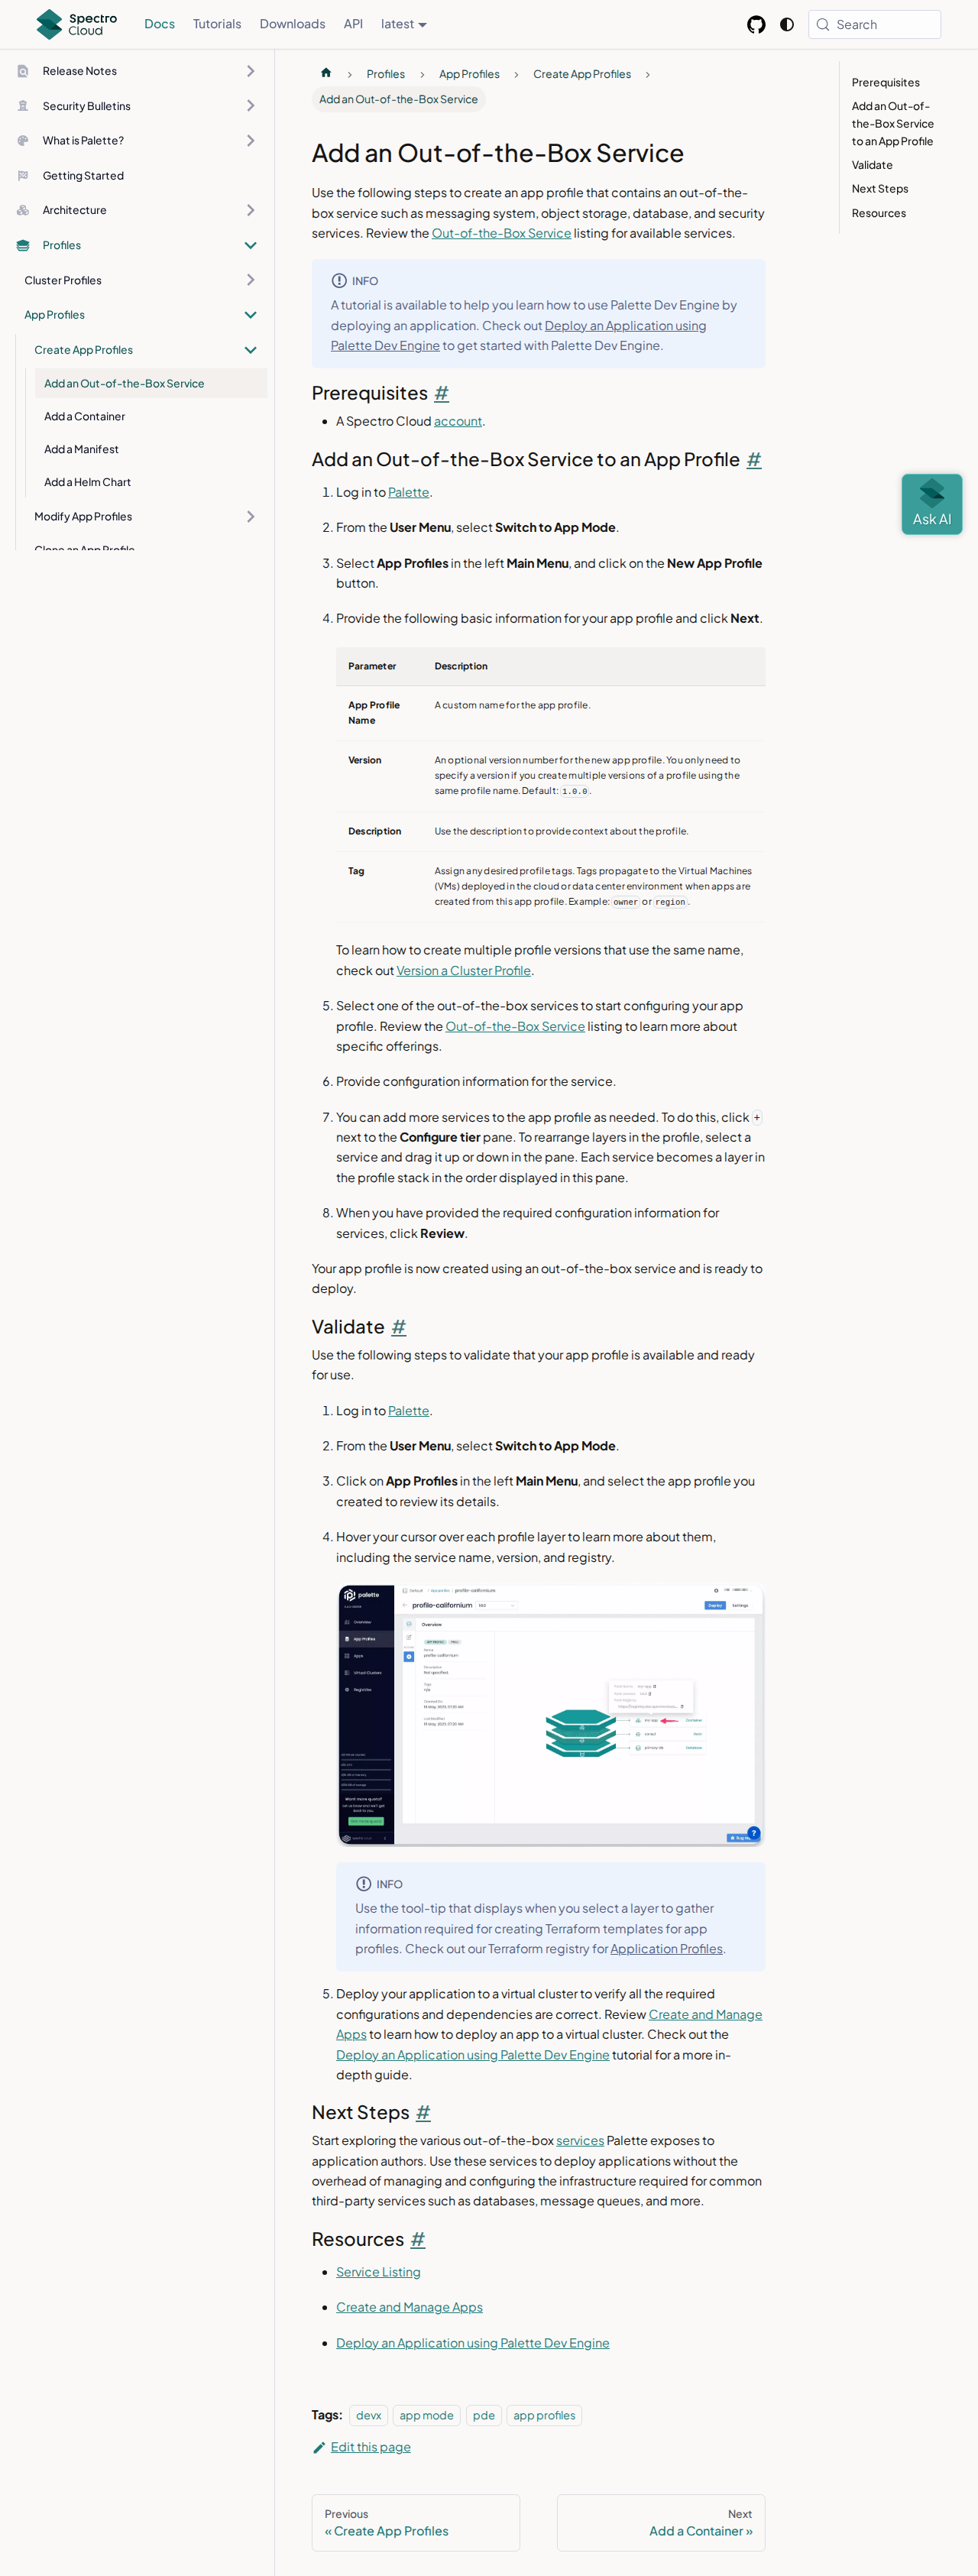 Spectro
Cloud
Docs
Tutorials
Downloads
API
latest
Search
Release Notes
Security Bulletins
What is Palette?
Getting Started
Architecture
Profiles
Cluster Profiles
App Profiles
Create App Profiles
Add an Out-of-the-Box Service
Add a Container
Add a Manifest
Add a Helm Chart
Modify App Profiles
Clone an App Profile
Profiles > App Profiles > Create App Profiles >
Add an Out-of-the-Box Service
Add an Out-of-the-Box Service
Use the following steps to create an app profile that contains an out-of-the-
box service such as messaging system, object storage, database, and security
services. Review the Out-of-the-Box Service listing for available services.
INFO
A tutorial is available to help you learn how to use Palette Dev Engine by
deploying an application. Check out Deploy an Application using
Palette Dev Engine to get started with Palette Dev Engine.
Prerequisites #
• A Spectro Cloud account.
Add an Out-of-the-Box Service to an App Profile #
1. Log in to Palette.
2. From the User Menu, select Switch to App Mode.
3. Select App Profiles in the left Main Menu, and click on the New App Profile
button.
4. Provide the following basic information for your app profile and click Next.
Parameter Description
App Profile
Name
A custom name for the app profile.
Version
An optional version number for the new app profile. You only need to
specify a version if you create multiple versions of a profile using the
same profile name. Default: 1.0.0.
Description
Use the description to provide context about the profile.
Tag
Assign any desired profile tags. Tags propagate to the Virtual Machines
(VMs) deployed in the cloud or data center environment when apps are
created from this app profile. Example: owner or region.
To learn how to create multiple profile versions that use the same name,
check out Version a Cluster Profile.
5. Select one of the out-of-the-box services to start configuring your app
profile. Review the Out-of-the-Box Service listing to learn more about
specific offerings.
6. Provide configuration information for the service.
7. You can add more services to the app profile as needed. To do this, click +
next to the Configure tier pane. To rearrange layers in the profile, select a
service and drag it up or down in the pane. Each service becomes a layer in
the profile stack in the order displayed in this pane.
8. When you have provided the required configuration information for
services, click Review.
Your app profile is now created using an out-of-the-box service and is ready to
deploy.
Validate #
Use the following steps to validate that your app profile is available and ready
for use.
1. Log in to Palette.
2. From the User Menu, select Switch to App Mode.
3. Click on App Profiles in the left Main Menu, and select the app profile you
created to review its details.
4. Hover your cursor over each profile layer to learn more about them,
including the service name, version, and registry.
palette
Overview
App Profiles
Apps
Virtual Clusters
Registries
Want more quota?
Default
profile-californium
profile-californium
Deploy
Settings
Overview
Name
profile-californium
Description
Not specified
Tags
n/a
Container
Database
INFO
Use the tool-tip that displays when you select a layer to gather
information required for creating Terraform templates for app
profiles. Check out our Terraform registry for Application Profiles.
5. Deploy your application to a virtual cluster to verify all the required
configurations and dependencies are correct. Review Create and Manage
Apps to learn how to deploy an app to a virtual cluster. Check out the
Deploy an Application using Palette Dev Engine tutorial for a more in-
depth guide.
Next Steps #
Start exploring the various out-of-the-box services Palette exposes to
application authors. Use these services to deploy applications without the
overhead of managing and configuring the infrastructure required for common
third-party services such as databases, message queues, and more.
Resources #
• Service Listing
• Create and Manage Apps
• Deploy an Application using Palette Dev Engine
Tags: devx app mode pde app profiles
Edit this page
Previous
« Create App Profiles
Next
Add a Container »
Prerequisites
Add an Out-of-
the-Box Service
to an App Profile
Validate
Next Steps
Resources
Ask AI